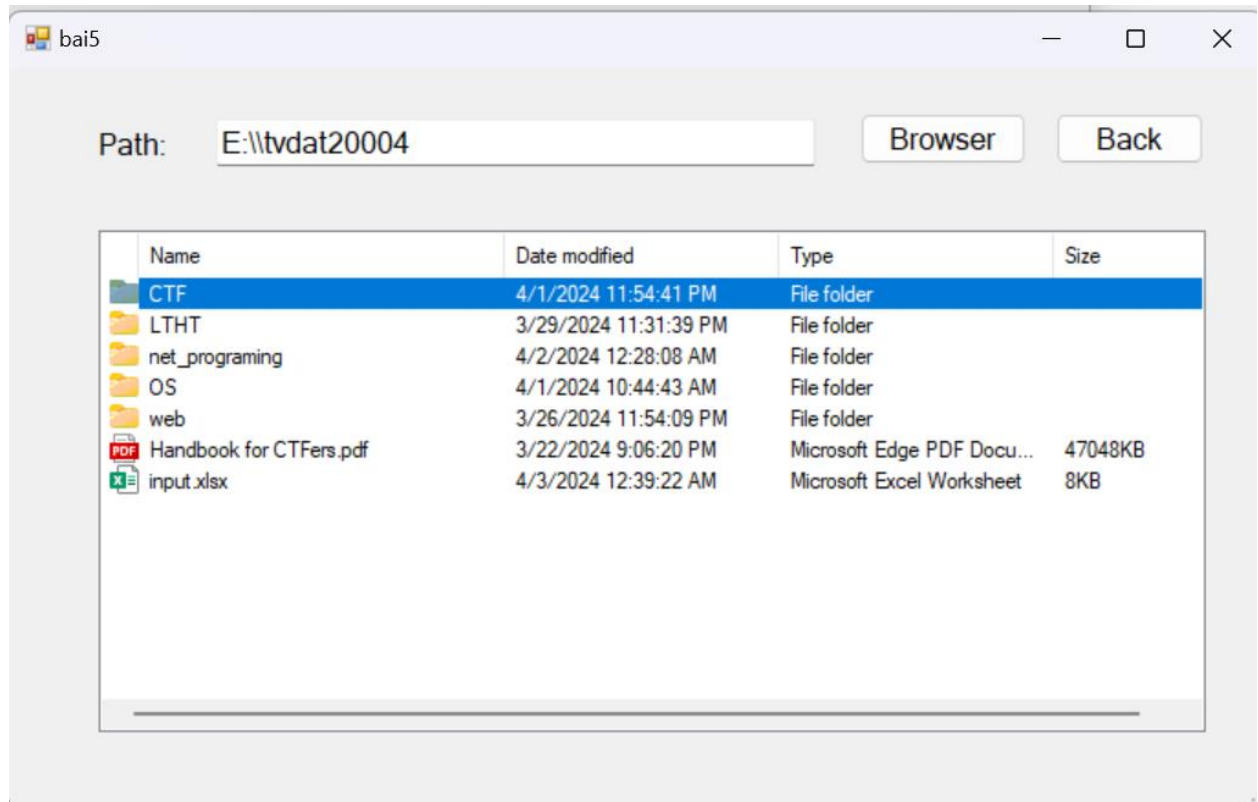 bai5
Path: E:\\tvdat20004 Browser Back
Name Date modified Type Size
CTF 4/1/2024 11:54:41 PM File folder
LTHT 3/29/2024 11:31:39 PM File folder
net_programing 4/2/2024 12:28:08 AM File folder
OS 4/1/2024 10:44:43 AM File folder
web 3/26/2024 11:54:09 PM File folder
PDF Handbook for CTFers.pdf 3/22/2024 9:06:20 PM Microsoft Edge PDF Docu... 47048KB
input.xlsx 4/3/2024 12:39:22 AM Microsoft Excel Worksheet 8KB